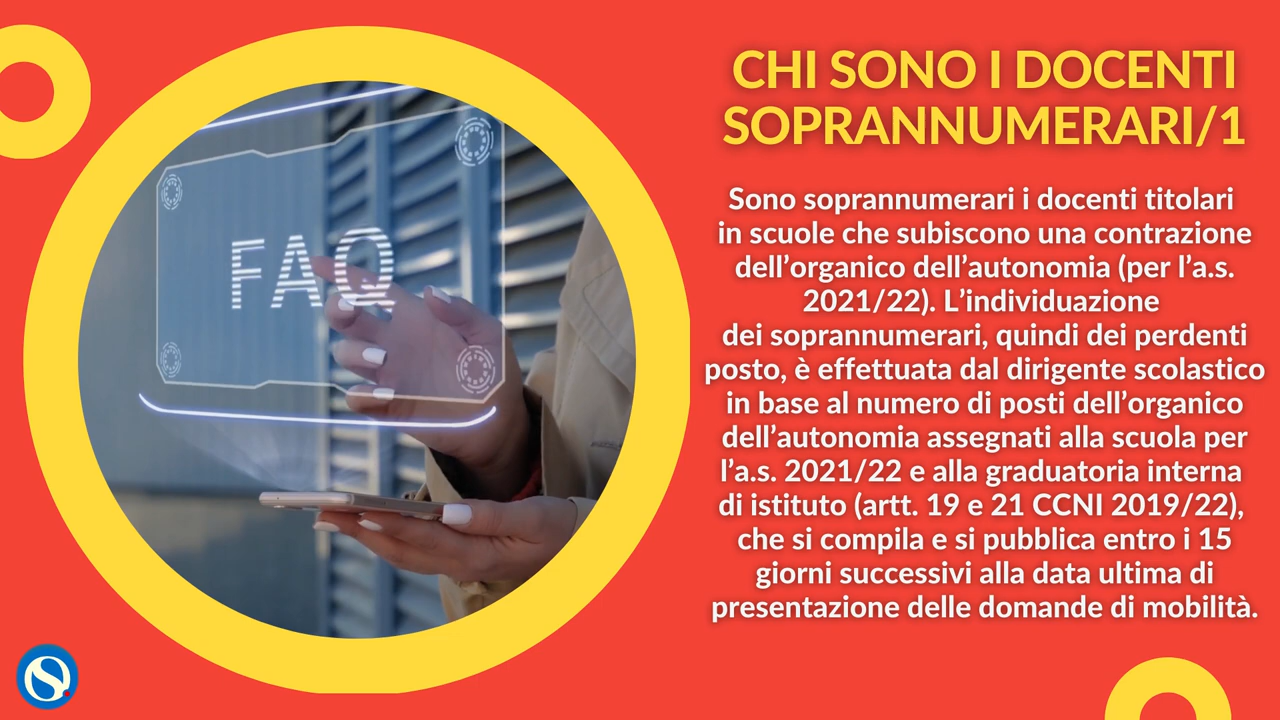 CHI SONO I DOCENTI
SOPRANNUMERARI/1
Sono soprannumerari i docenti titolari
in scuole che subiscono una contrazione
dell’organico dell’autonomia (per l’a.s.
2021/22). L’individuazione
dei soprannumerari, quindi dei perdenti
posto, è effettuata dal dirigente scolastico
in base al numero di posti dell’organico
dell’autonomia assegnati alla scuola per
l’a.s. 2021/22 e alla graduatoria interna
di istituto (artt. 19 e 21 CCNI 2019/22),
che si compila e si pubblica entro i 15
giorni successivi alla data ultima di
presentazione delle domande di mobilità.
FAQ
S.